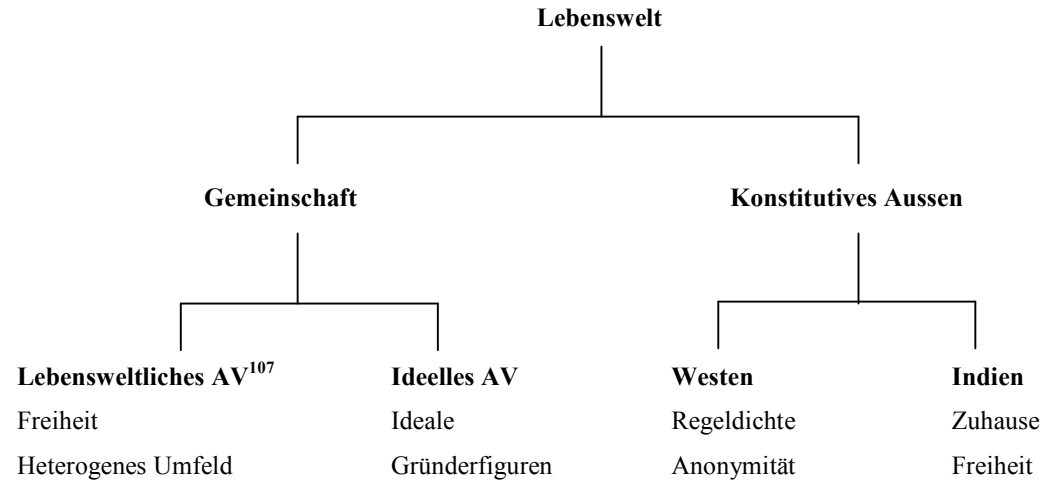 Lebenswelt
Gemeinschaft Konstitutives Aussen
Lebensweltliches AV107 Ideelles AV Westen Indien
Freiheit Ideale Regeldichte Zuhause
Heterogenes Umfeld Gründerfiguren Anonymität Freiheit